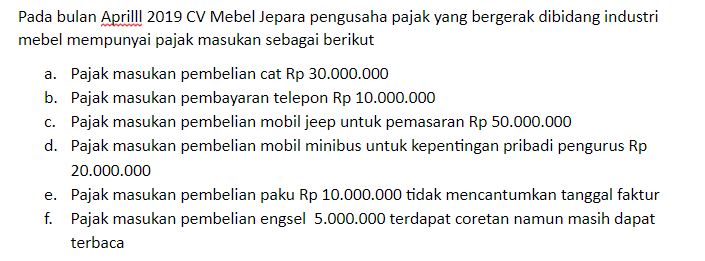 Pada bulan Aprilll 2019 CV Mebel Jepara pengusaha pajak yang bergerak dibidang industri
mebel mempunyai pajak masukan sebagai berikut
a. Pajak masukan pembelian cat Rp 30.000.000
b. Pajak masukan pembayaran telepon Rp 10.000.000
c. Pajak masukan pembelian mobil jeep untuk pemasaran Rp 50.000.000
d. Pajak masukan pembelian mobil minibus untuk kepentingan pribadi pengurus Rp
20.000.000
e. Pajak masukan pembelian paku Rp 10.000.000 tidak mencantumkan tanggal faktur
f. Pajak masukan pembelian engsel 5.000.000 terdapat coretan namun masih dapat
terbaca